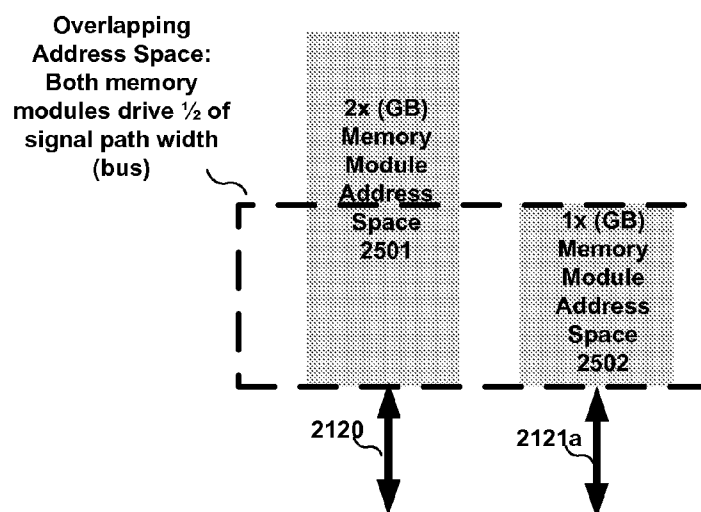 Overlapping
Address Space:
Both memory
modules drive ½ of
signal path width
(bus)
2x (GB)
Memory
Module
Address
Space
2501
1x (GB)
Memory
Module
Address
Space
2502
2120
2121a